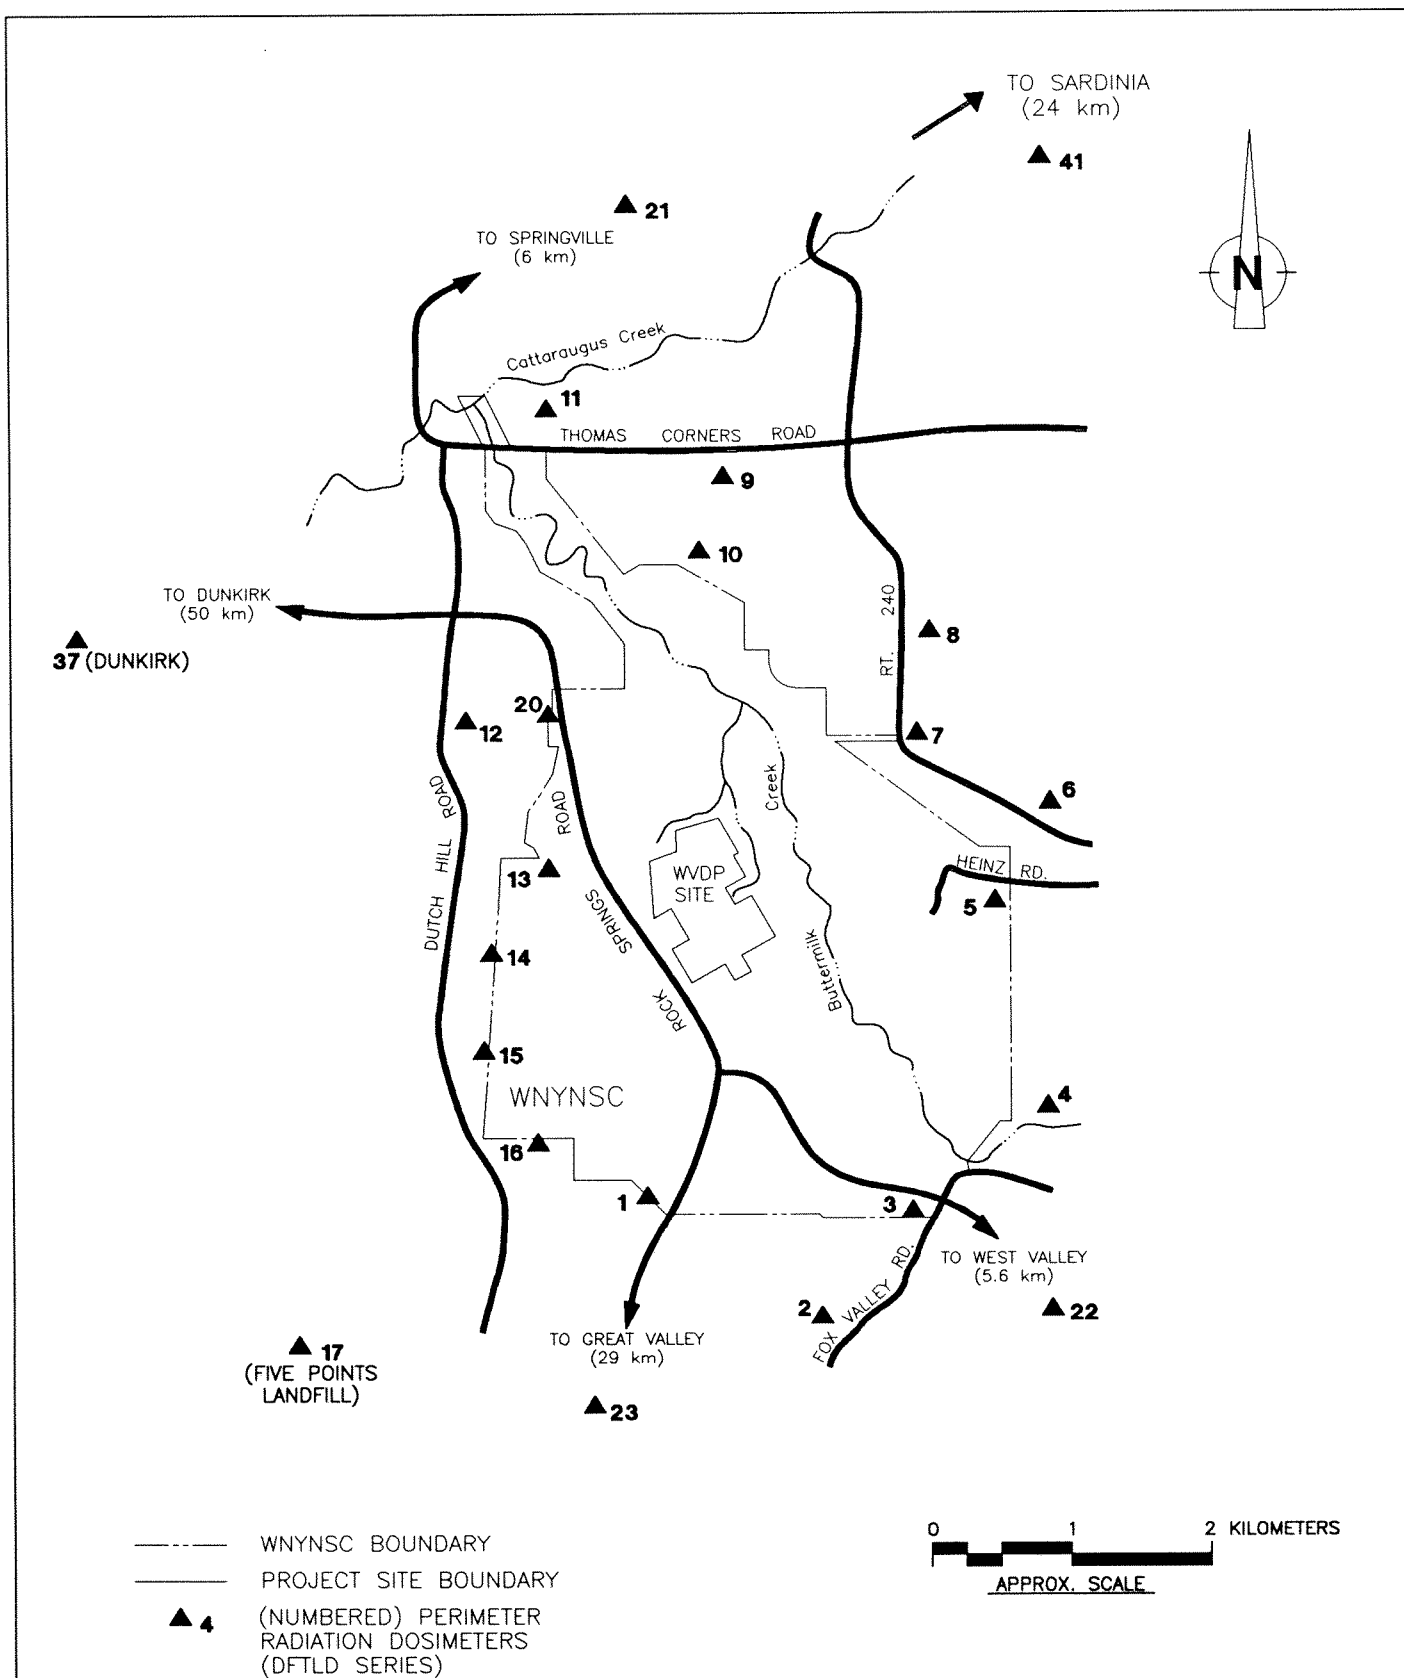 TO SARDINIA
(24 km)
41
21
TO SPRINGVILLE
(6 km)
N
Cattaraugus Creek
11
THOMAS CORNERS ROAD
9
10
TO DUNKIRK
(50 km)
RT. 240
8
37 (DUNKIRK)
20
12
7
6
DUTCH HILL ROAD
ROCK SPRINGS ROAD
Buttermilk Creek
WVDP
SITE
HEINZ RD.
13
5
14
15
WNYNSC
4
16
1
3
TO WEST VALLEY
(5.6 km)
FOX VALLEY RD.
2
22
TO GREAT VALLEY
(29 km)
17
(FIVE POINTS
LANDFILL)
23
0 1 2 KILOMETERS
APPROX. SCALE
WNYNSC BOUNDARY
PROJECT SITE BOUNDARY
4 (NUMBERED) PERIMETER
RADIATION DOSIMETERS
(DFTLD SERIES)